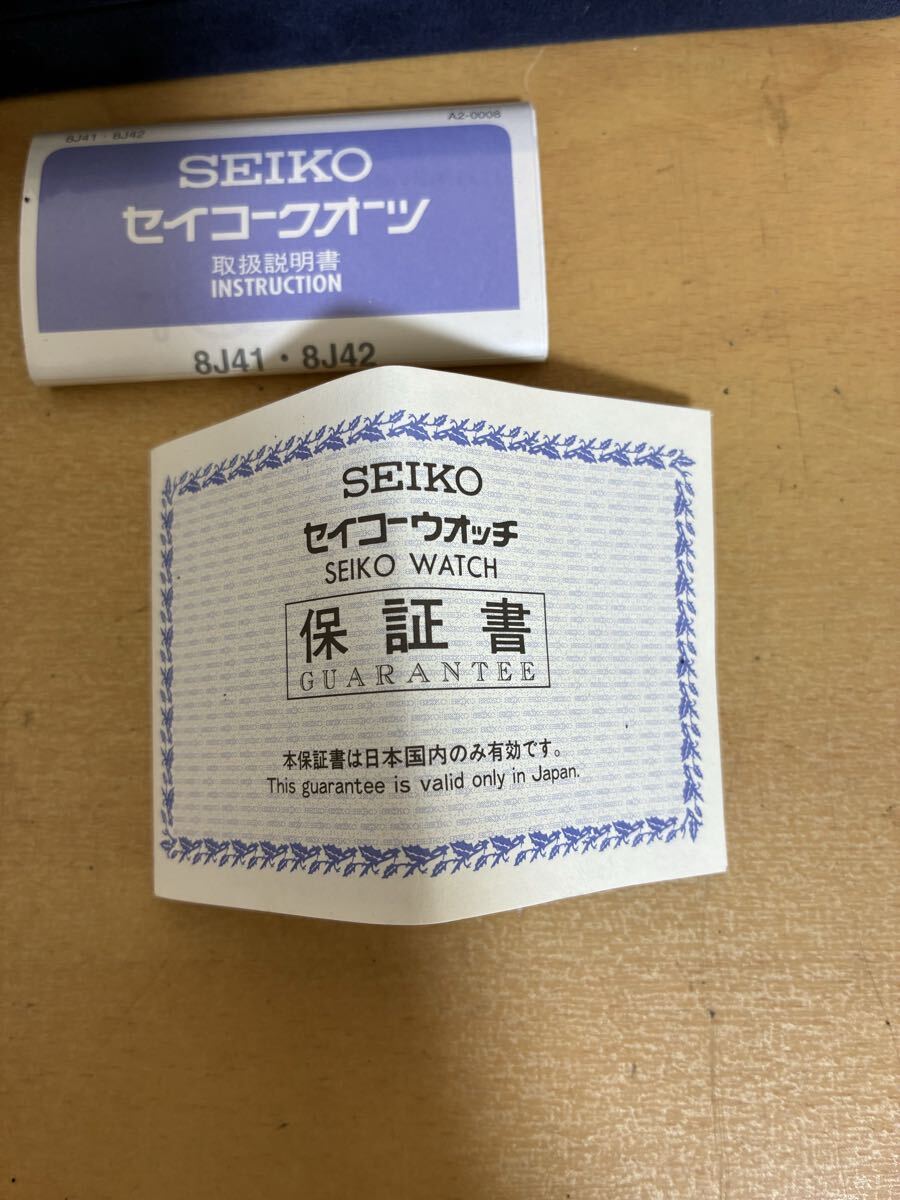 8J41・8J42
A2-0008
SEIKO
セイコークオーツ
取扱説明書
INSTRUCTION
8J41・8J42
SEIKO
セイコーウオッチ
SEIKO WATCH
保証書
GUARANTEE
本保証書は日本国内のみ有効です。
This guarantee is valid only in Japan.